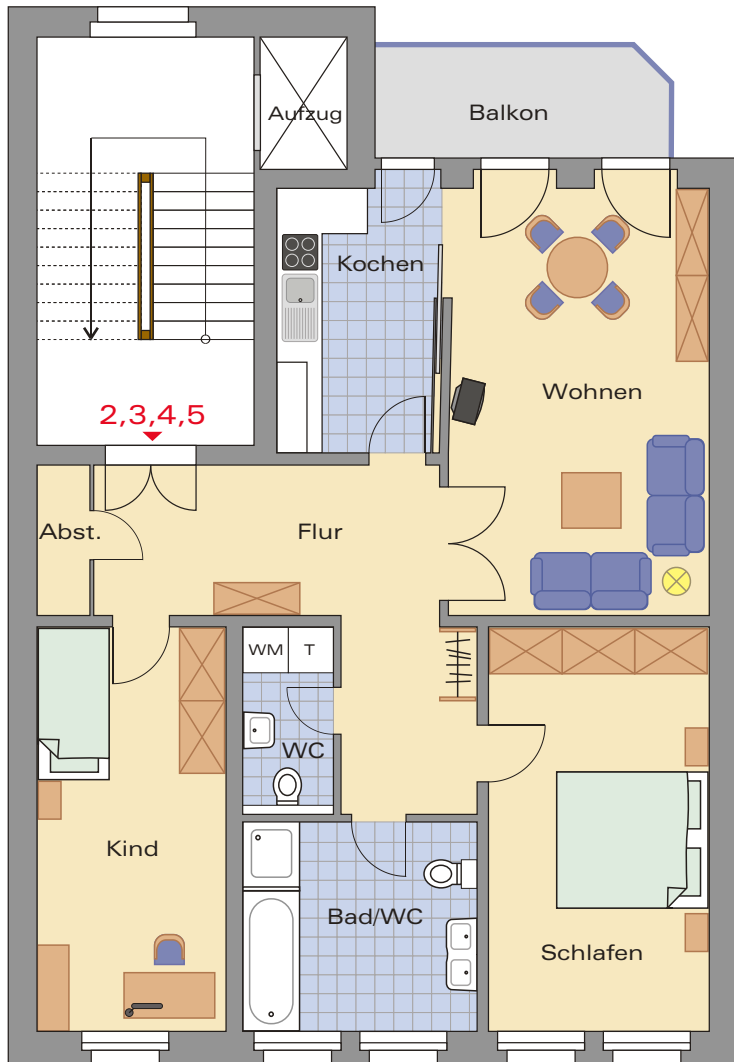 Aufzug
Balkon
Kochen
Wohnen
2,3,4,5
Abst.
Flur
WM
T
WC
Kind
Bad/WC
Schlafen